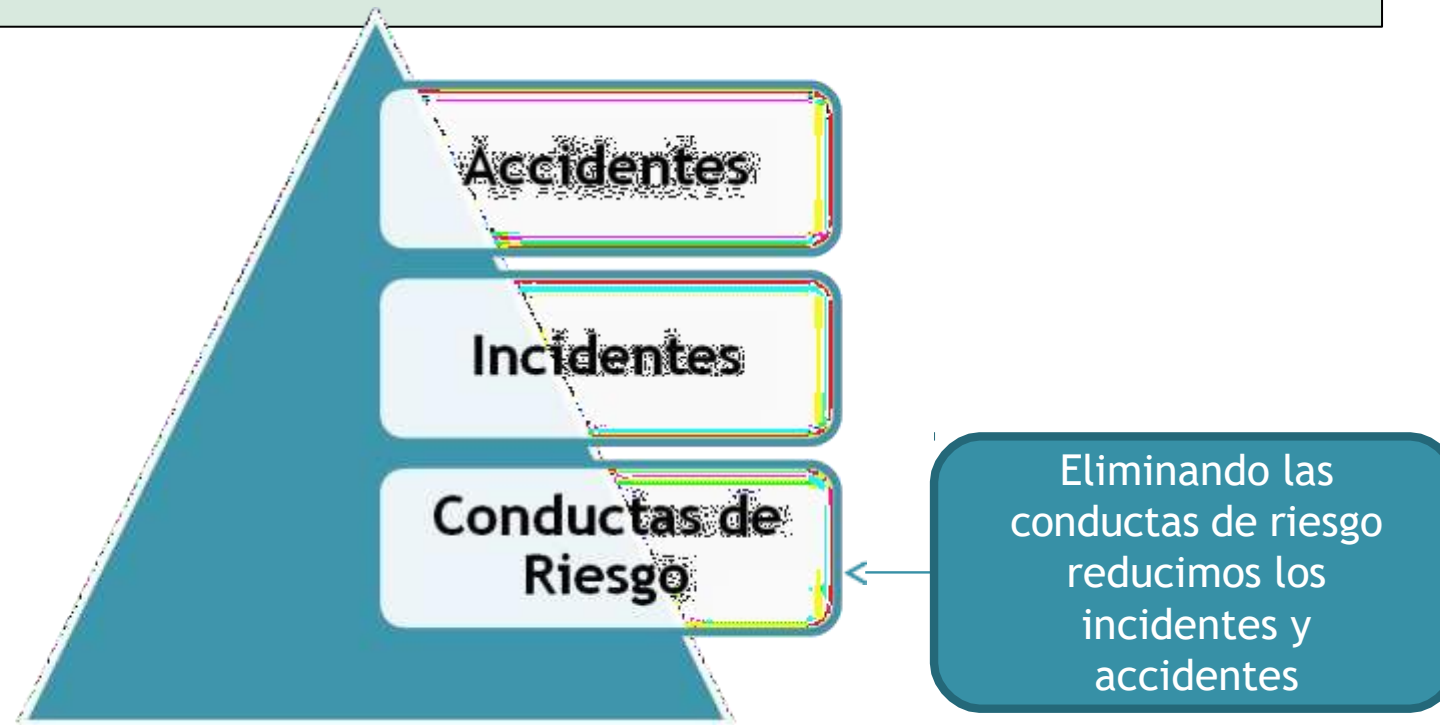 Accidentes
Incidentes
Conductas de
Riesgo
Eliminando las
conductas de riesgo
reducimos los
incidentes y
accidentes